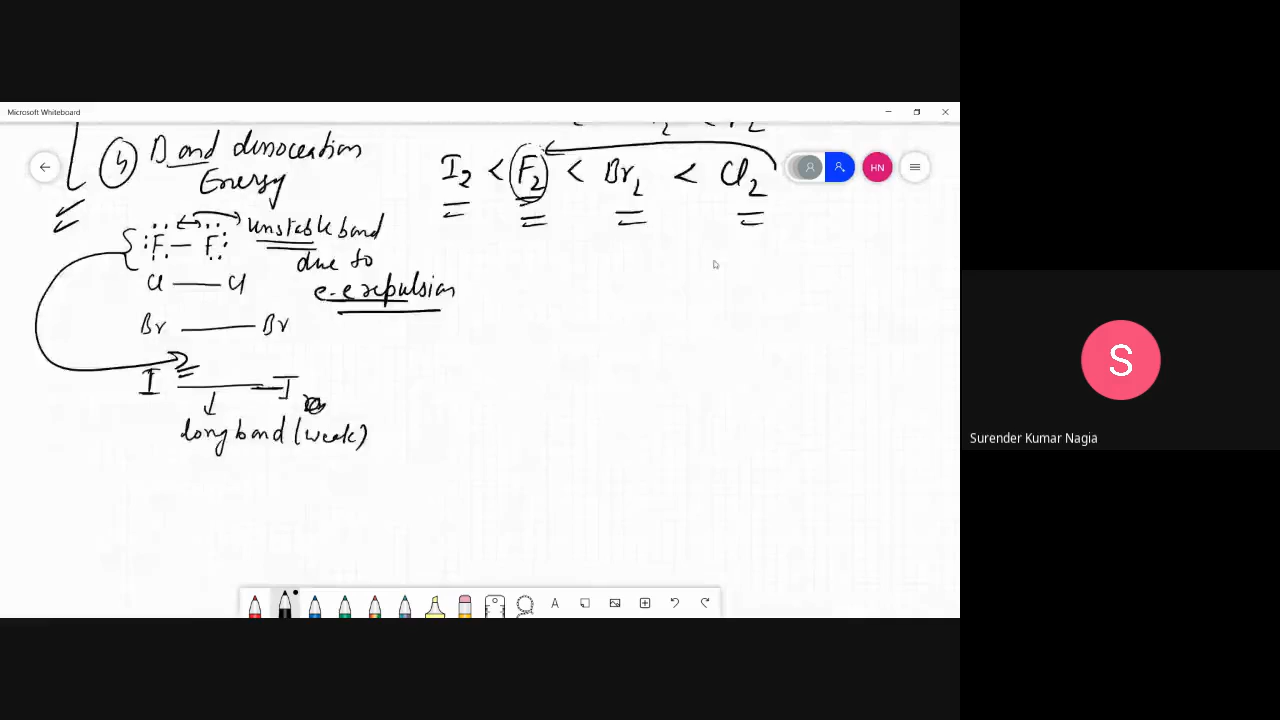 Microsoft Whiteboard
4 Bond dissociation
Energy
I2 < F2 < Br2 < Cl2
HN
F — F unstable bond
due to
e-e repulsion
Cl — Cl
Br — Br
I — I
long bond (weak)
A
S
Surender Kumar Nagia